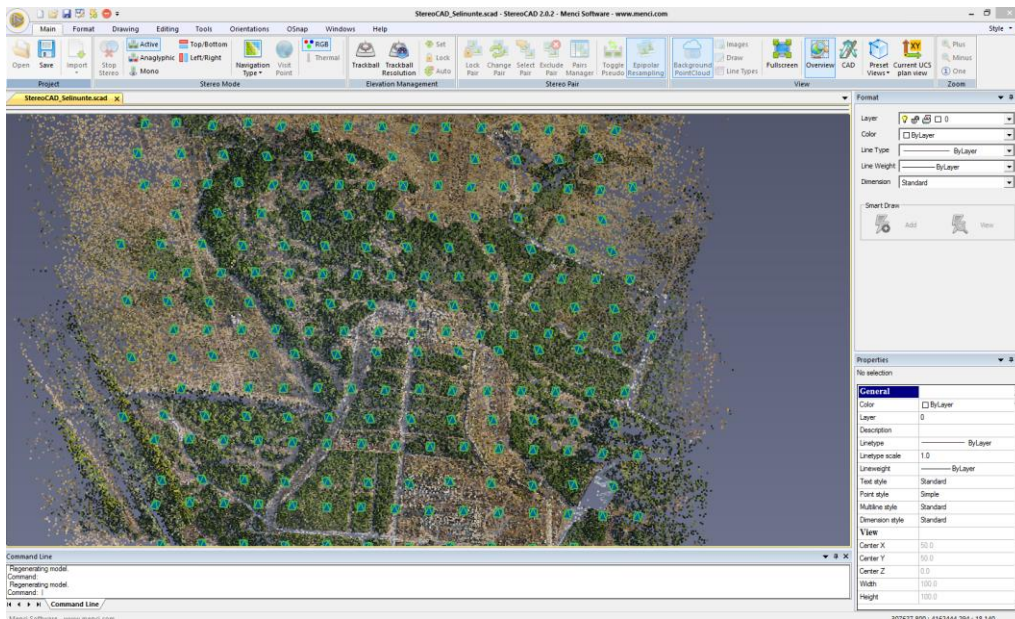 StereoCAD_Selinunte.scad - StereoCAD 2.0.2 - Menci Software - www.menci.com
Main Format Drawing Editing Tools Orientations OSnap Windows Help Style
Open Save Import Stop Stereo Active Anaglyphic Mono Top/Bottom Left/Right Navigation Type Visit Point RGB Thermal Trackball Trackball Resolution Set Lock Auto Lock Pair Change Pair Select Pair Exclude Pair Pairs Manager Toggle Pseudo Epipolar Resampling Background PointCloud Images Draw Line Types Fullscreen Overview CAD Preset Views Current UCS plan view Plus Minus One
Project Stereo Mode Elevation Management Stereo Pair View Zoom
StereoCAD_Selinunte.scad x
Format
Layer 0
Color ByLayer
Line Type ByLayer
Line Weight ByLayer
Dimension Standard
Smart Draw
Add View
Properties
No selection
General
Color ByLayer
Layer 0
Description
Linetype ByLayer
Linetype scale 1.0
Lineweight ByLayer
Text style Standard
Point style Simple
Multiline style Standard
Dimension style Standard
View
Center X 50.0
Center Y 50.0
Center Z 0.0
Width 100.0
Height 100.0
Command Line
Regenerating model.
Command:
Regenerating model.
Command:
Command Line
Menci Software - www.menci.com